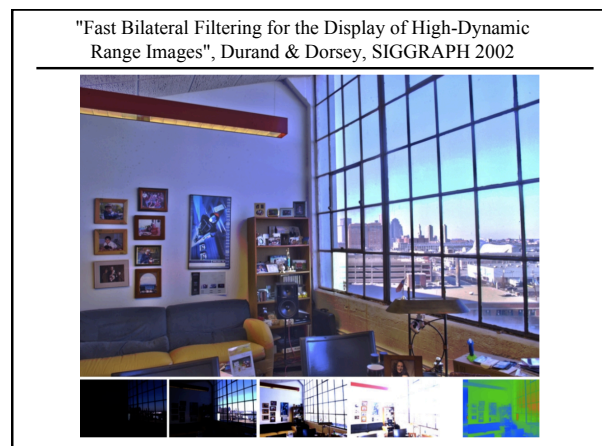 "Fast Bilateral Filtering for the Display of High-Dynamic
Range Images", Durand & Dorsey, SIGGRAPH 2002